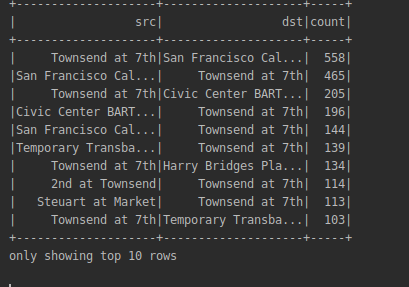 +--------------------+--------------------+-----+
|                 src|                 dst|count|
+--------------------+--------------------+-----+
|     Townsend at 7th|San Francisco Cal...|  558|
|San Francisco Cal...|     Townsend at 7th|  465|
|     Townsend at 7th|Civic Center BART...|  205|
|Civic Center BART...|     Townsend at 7th|  196|
|San Francisco Cal...|     Townsend at 7th|  144|
|Temporary Transba...|     Townsend at 7th|  139|
|     Townsend at 7th|Harry Bridges Pla...|  134|
|     2nd at Townsend|     Townsend at 7th|  114|
|   Steuart at Market|     Townsend at 7th|  113|
|     Townsend at 7th|Temporary Transba...|  103|
+--------------------+--------------------+-----+
only showing top 10 rows